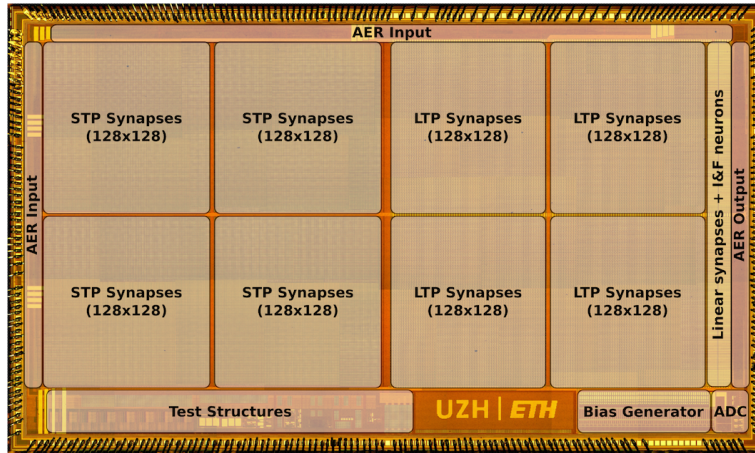 AER Input
STP Synapses
(128x128)
STP Synapses
(128x128)
LTP Synapses
(128x128)
LTP Synapses
(128x128)
AER Input
Linear synapses + I&F neurons
AER Output
STP Synapses
(128x128)
STP Synapses
(128x128)
LTP Synapses
(128x128)
LTP Synapses
(128x128)
Test Structures
UZH | ETH
Bias Generator
ADC